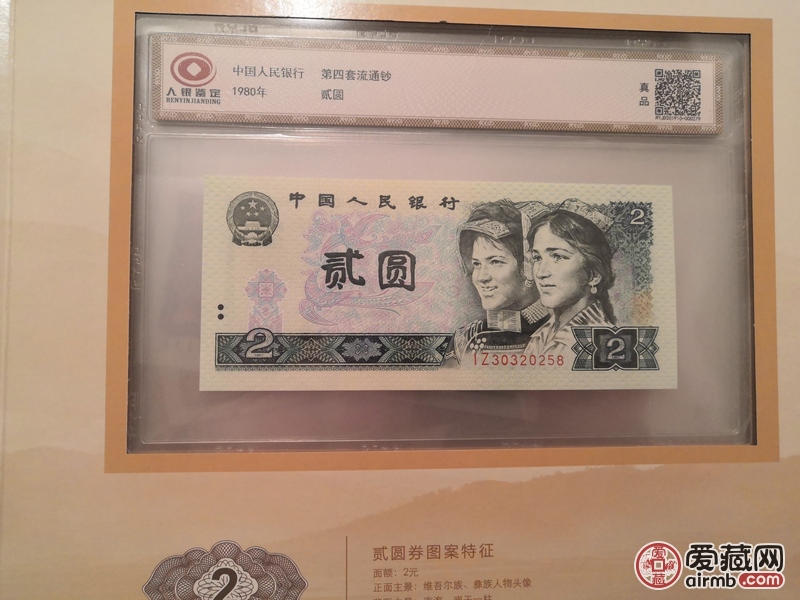 人银鉴定
RENYINJIANDING
中国人民银行 第四套流通钞
1980年 贰圆
真品
中国人民银行
2
贰圆
2
IZ30320258
2
2
贰圆券图案特征
面额：2元
正面主景：维吾尔族、彝族人物头像
爱藏网
airmb.com